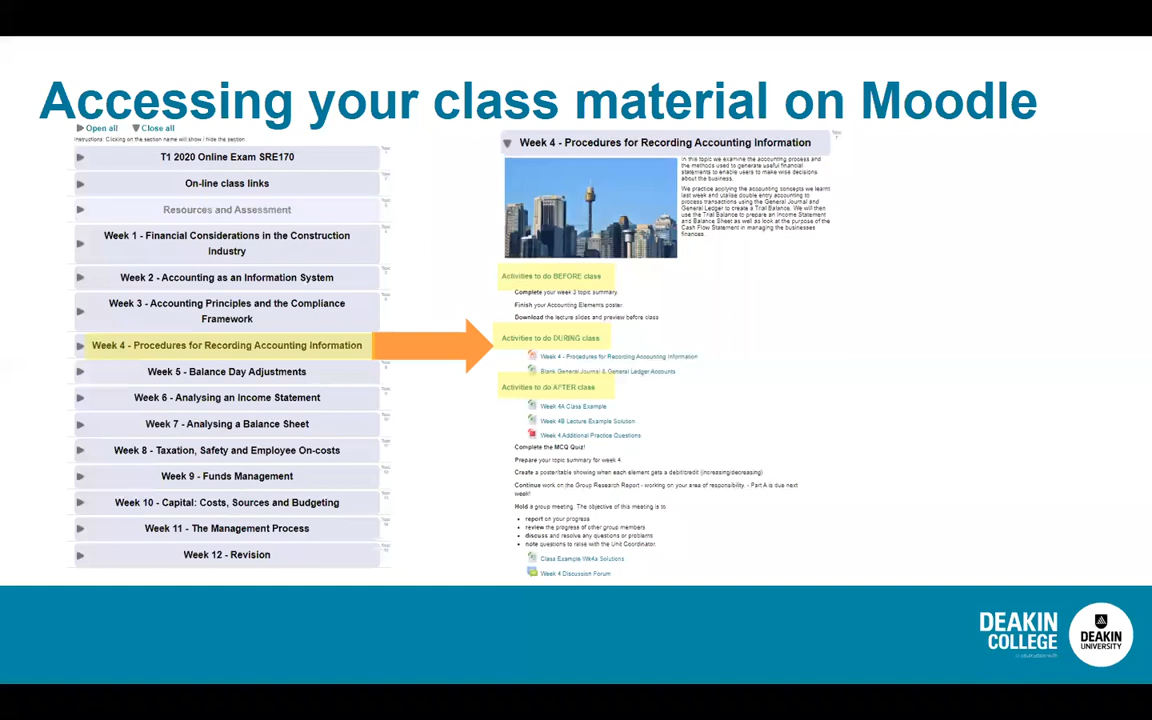 Accessing your class material on Moodle
Open all Close all
Instructions: Clicking on the section name will show / hide the section.
T1 2020 Online Exam SRE170
On-line class links
Resources and Assessment
Week 1 - Financial Considerations in the Construction
Industry
Week 2 - Accounting as an Information System
Week 3 - Accounting Principles and the Compliance
Framework
Week 4 - Procedures for Recording Accounting Information
Week 5 - Balance Day Adjustments
Week 6 - Analysing an Income Statement
Week 7 - Analysing a Balance Sheet
Week 8 - Taxation, Safety and Employee On-costs
Week 9 - Funds Management
Week 10 - Capital: Costs, Sources and Budgeting
Week 11 - The Management Process
Week 12 - Revision
Week 4 - Procedures for Recording Accounting Information
In this topic we examine the accounting process and
the methods used to generate useful financial
statements to enable users to make wise decisions
about the business.
We practice applying the accounting concepts we learnt
last week and utilise double entry accounting to
process transactions using the General Journal and
General Ledger to create a Trial Balance. We will then
use the Trial Balance to prepare an Income Statement
and Balance Sheet as well as look at the purpose of the
Cash Flow Statement in managing the businesses
finances.
Activities to do BEFORE class
Complete your week 3 topic summary.
Finish your Accounting Elements poster.
Download the lecture slides and preview before class
Activities to do DURING class
Week 4 - Procedures for Recording Accounting Information
Blank General Journal & General Ledger Accounts
Activities to do AFTER class
Week 4A Class Example
Week 4B Lecture Example Solution
Week 4 Additional Practice Questions
Complete the MCQ Quiz!
Prepare your topic summary for week 4.
Create a poster/table showing when each element gets a debit/credit (increasing/decreasing)
Continue work on the Group Research Report - working on your area of responsibility. - Part A is due next
week!
Hold a group meeting. The objective of this meeting is to
report on your progress
review the progress of other group members
discuss and resolve any questions or problems
note questions to raise with the Unit Coordinator.
Class Example Wk4a Solutions
Week 4 Discussion Forum
DEAKIN
COLLEGE
DEAKIN
UNIVERSITY